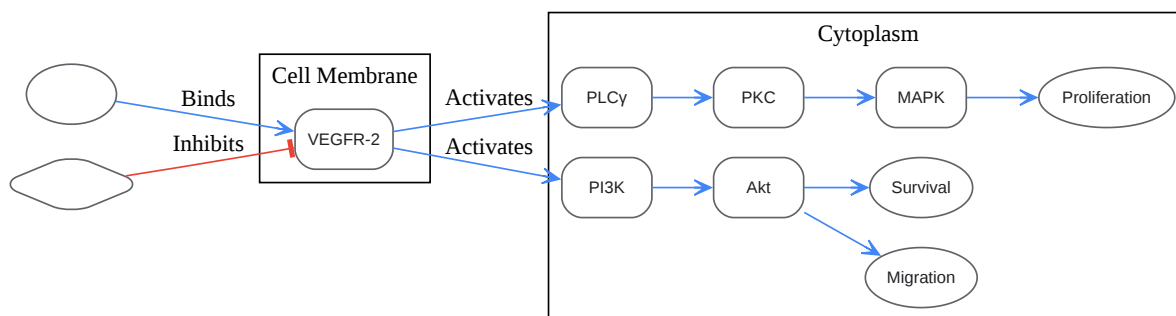 Cytoplasm
Cell Membrane
Binds
Inhibits
VEGFR-2
Activates
Activates
PLCγ
PKC
MAPK
Proliferation
PI3K
Akt
Survival
Migration